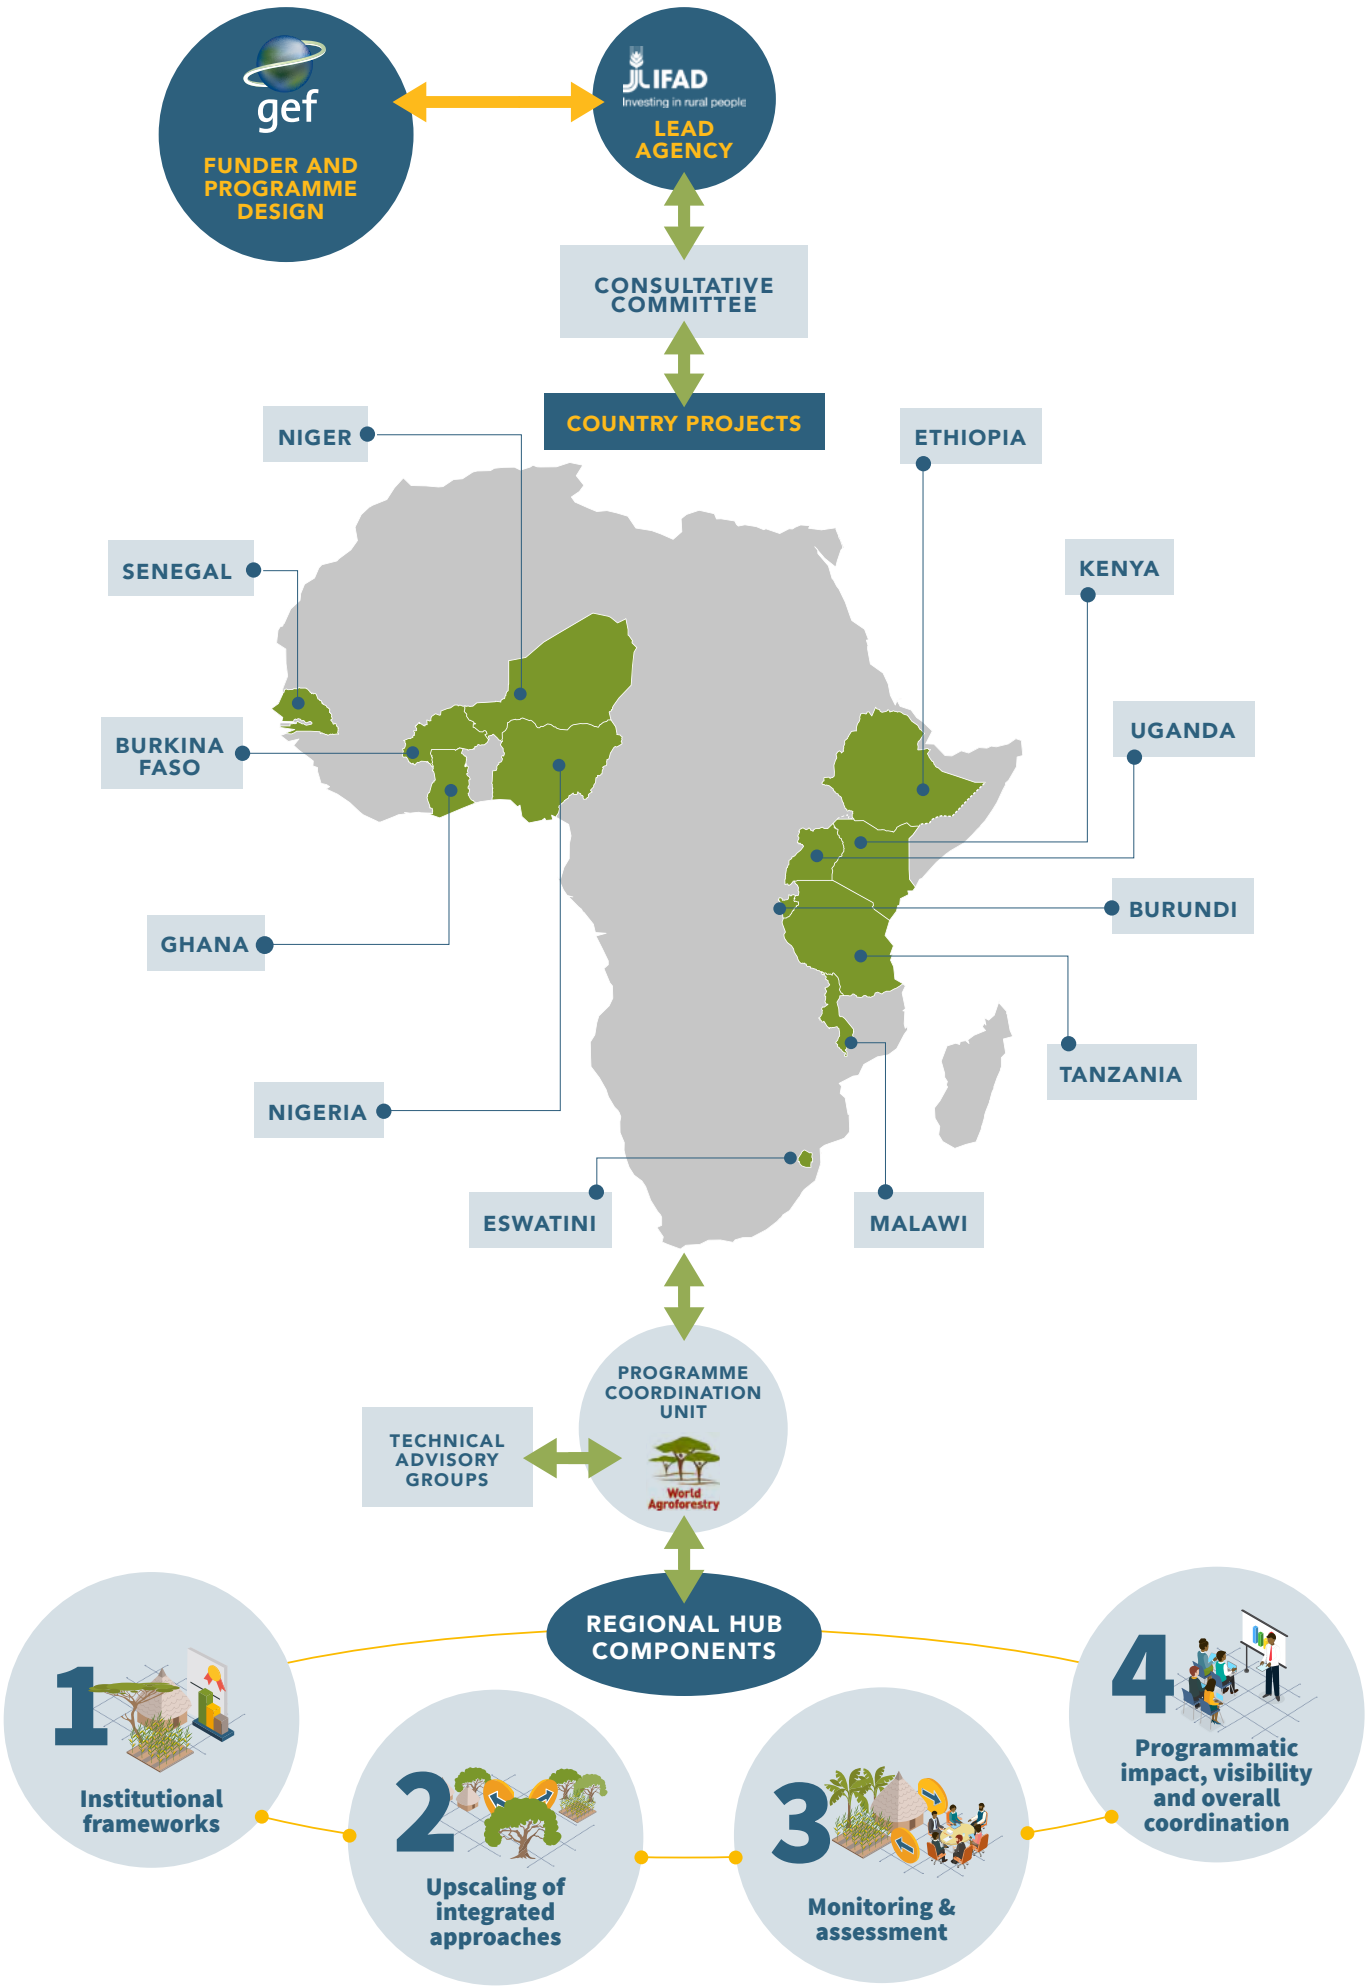 gef
FUNDER AND
PROGRAMME
DESIGN
IFAD
Investing in rural people
LEAD
AGENCY
CONSULTATIVE
COMMITTEE
COUNTRY PROJECTS
NIGER
ETHIOPIA
SENEGAL
KENYA
BURKINA
FASO
UGANDA
GHANA
BURUNDI
TANZANIA
NIGERIA
ESWATINI
MALAWI
PROGRAMME
COORDINATION
UNIT
World
Agroforestry
TECHNICAL
ADVISORY
GROUPS
REGIONAL HUB
COMPONENTS
1
Institutional
frameworks
2
Upscaling of
integrated
approaches
3
Monitoring &
assessment
4
Programmatic
impact, visibility
and overall
coordination